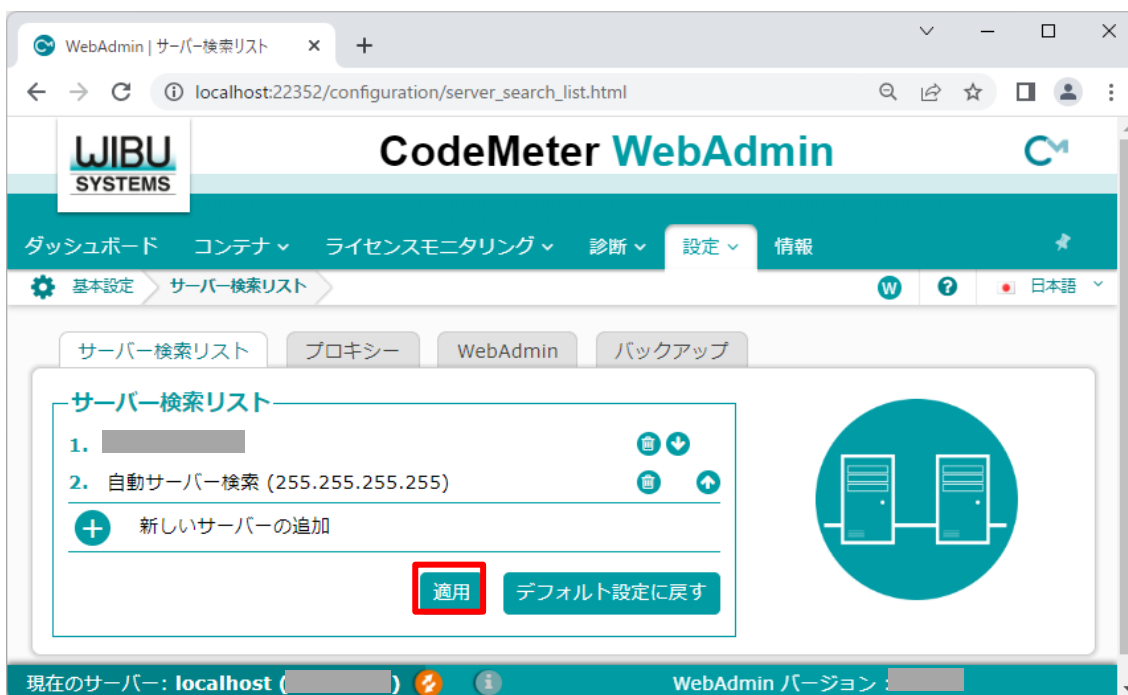 WebAdmin | サーバー検索リスト
localhost:22352/configuration/server_search_list.html
WIBU SYSTEMS
CodeMeter WebAdmin
ダッシュボード コンテナ ライセンスモニタリング 診断 設定 情報
基本設定 サーバー検索リスト W ? 日本語
サーバー検索リスト プロキシー WebAdmin バックアップ
サーバー検索リスト
1.
2. 自動サーバー検索 (255.255.255.255)
新しいサーバーの追加
適用 デフォルト設定に戻す
現在のサーバー: localhost ( ) WebAdmin バージョン :